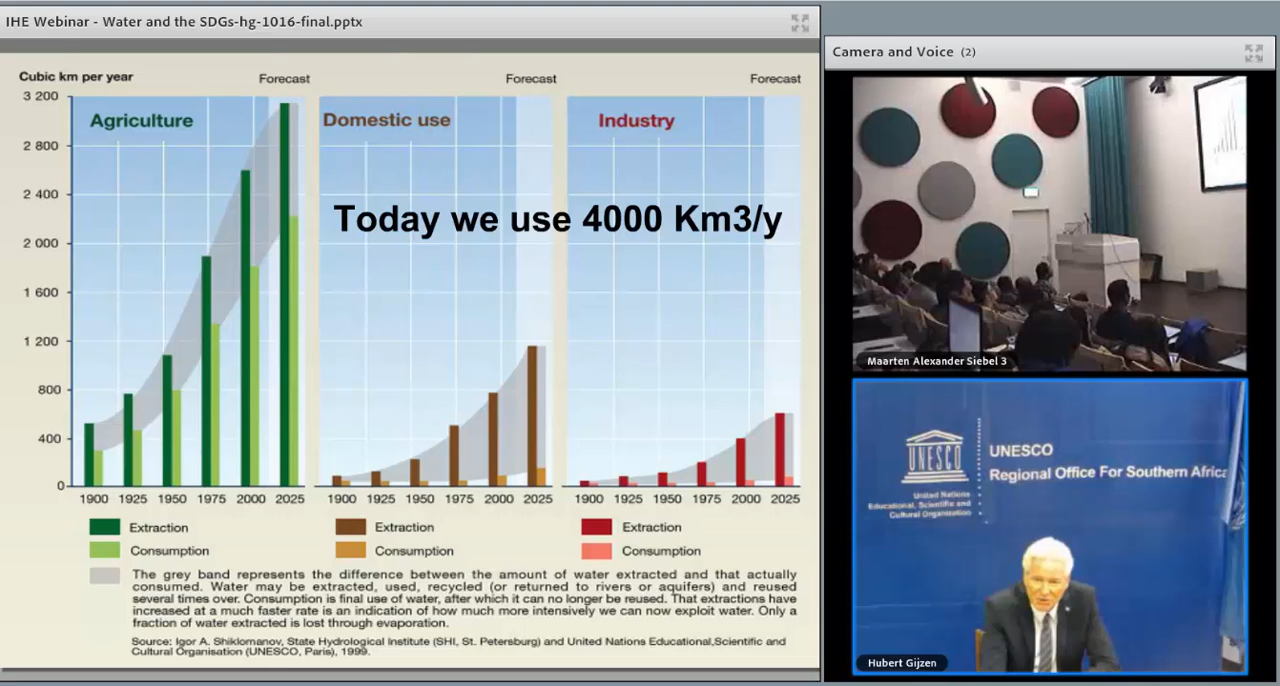 IHE Webinar - Water and the SDGs-hg-1016-final.pptx
Cubic km per year
Forecast
Forecast
Forecast
3 200
2 800
2 400
2 000
1 600
1 200
800
400
0
Agriculture
Domestic use
Industry
Today we use 4000 Km3/y
1900 1925 1950 1975 2000 2025
1900 1925 1950 1975 2000 2025
1900 1925 1950 1975 2000 2025
Extraction
Consumption
Extraction
Consumption
Extraction
Consumption
The grey band represents the difference between the amount of water extracted and that actually
consumed. Water may be extracted, used, recycled (or returned to rivers or aquifers) and reused
several times over. Consumption is final use of water, after which it can no longer be reused. That extractions have
increased at a much faster rate is an indication of how much more intensively we can now exploit water. Only a
fraction of water extracted is lost through evaporation.
Source: Igor A. Shiklomanov, State Hydrological Institute (SHI, St. Petersburg) and United Nations Educational,Scientific and
Cultural Organisation (UNESCO, Paris), 1999.
Camera and Voice (2)
Maarten Alexander Siebel 3
UNESCO
United Nations
Educational, Scientific and
Cultural Organization
UNESCO
Regional Office For Southern Africa
Hubert Gijzen